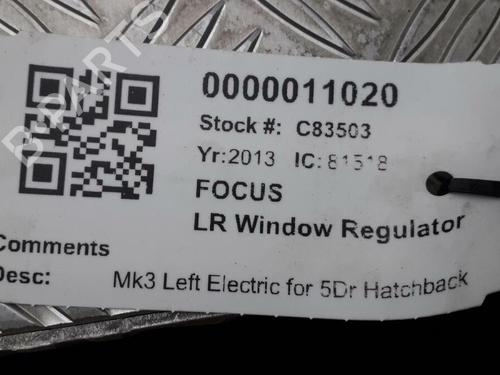 0000011020
Stock #: C83503
Yr:2013 IC: 81518
FOCUS
LR Window Regulator
Comments
Desc: Mk3 Left Electric for 5Dr Hatchback
B-PARTS